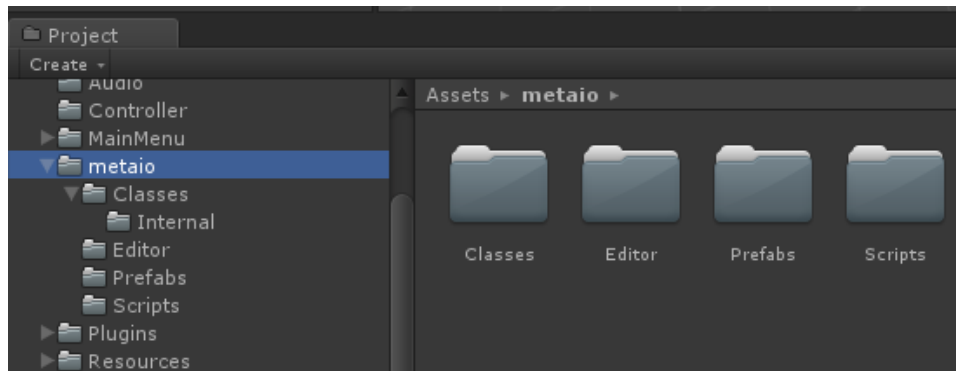 Project
Create
Audio
Controller
MainMenu
metaio
Classes
Internal
Editor
Prefabs
Scripts
Plugins
Resources
Assets ▸ metaio ▸
Classes Editor Prefabs Scripts